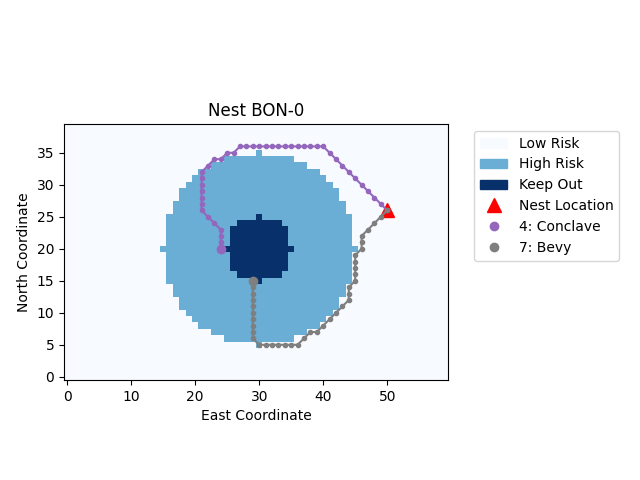 Nest BON-0
North Coordinate
35
30
25
20
15
10
5
0
0 10 20 30 40 50
East Coordinate
Low Risk
High Risk
Keep Out
Nest Location
4: Conclave
7: Bevy